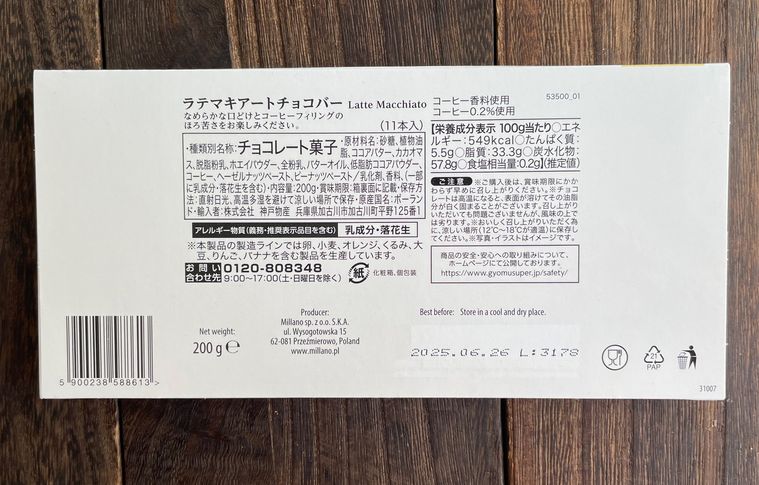 ラテマキアートチョコバー Latte Macchiato
なめらかな口どけとコーヒーフィリングの
ほろ苦さをお楽しみください。
(11本入)
・種類別名称:チョコレート菓子・原材料名:砂糖、植物油
脂、ココアバター、カカオマ
ス、脱脂粉乳、ホエイパウダー、全粉乳、バターオイル、低脂肪ココアパウダー、
コーヒー、ヘーゼルナッツペースト、ピーナッツペースト/乳化剤、香料、(一部
に乳成分・落花生を含む)・内容量:200g・賞味期限:箱裏面に記載・保存方
法:直射日光、高温多湿を避けて涼しい場所で保存・原産国名:ポーラン
ド・輸入者:株式会社 神戸物産 兵庫県加古川市加古川町平野125番1
アレルギー物質(義務・推奨表示品目を含む) 乳成分・落花生
※本製品の製造ラインでは卵、小麦、オレンジ、くるみ、大
豆、りんご、バナナを含む製品を生産しています。
お問い
合わせ先
0120-808348
9:00〜17:00(土・日曜日を除く)
紙 化粧箱、個包装
コーヒー香料使用
コーヒー0.2%使用
53500_01
【栄養成分表示 100g当たり○エネ
ルギー:549kcal○たんぱく質:
5.5g○脂質:33.3g○炭水化物:
57.8g○食塩相当量:0.2g】(推定値)
ご注意 ※ご購入後は、賞味期限にかか
わらず早めに召し上がりください。※チョコ
レートは高温になると、表面が溶けてその油脂
分が白く固まることがございます。召し上がり
いただいても問題ございませんが、風味の上で
は劣ります。※おいしく召し上がりいただく為
に、涼しい場所(12℃〜18℃が適温)に保存し
てください。※写真・イラストはイメージです。
商品の安全・安心への取り組みについて、
ホームページにて公開しております。
https://www.gyomusuper.jp/safety/
5 900238 588613 >
Net weight:
200 g ℮
Producer:
Millano sp. z o.o. S.K.A.
ul. Wysogotowska 15
62-081 Przeźmierowo, Poland
www.millano.pl
Best before: Store in a cool and dry place.
2025.06.26 L:3178
21
PAP
31007